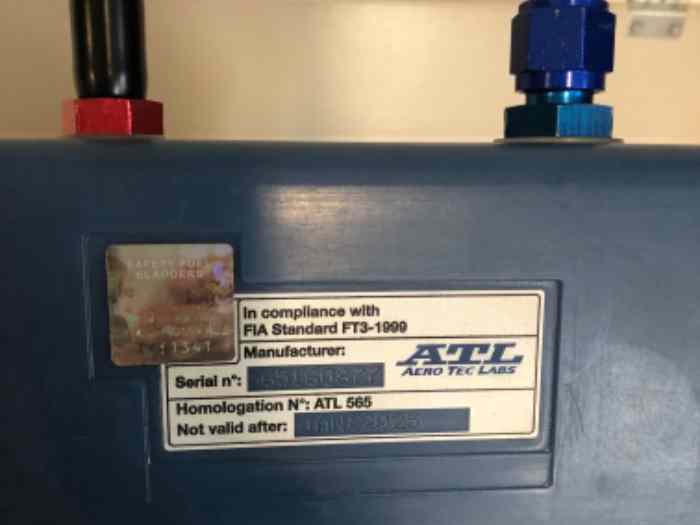 SAFETY FUEL
BLADDERS
In compliance with
FIA Standard FT3-1999
Manufacturer:
ATL
AERO TEC LABS
Serial n°:
Homologation N°: ATL 565
Not valid after: